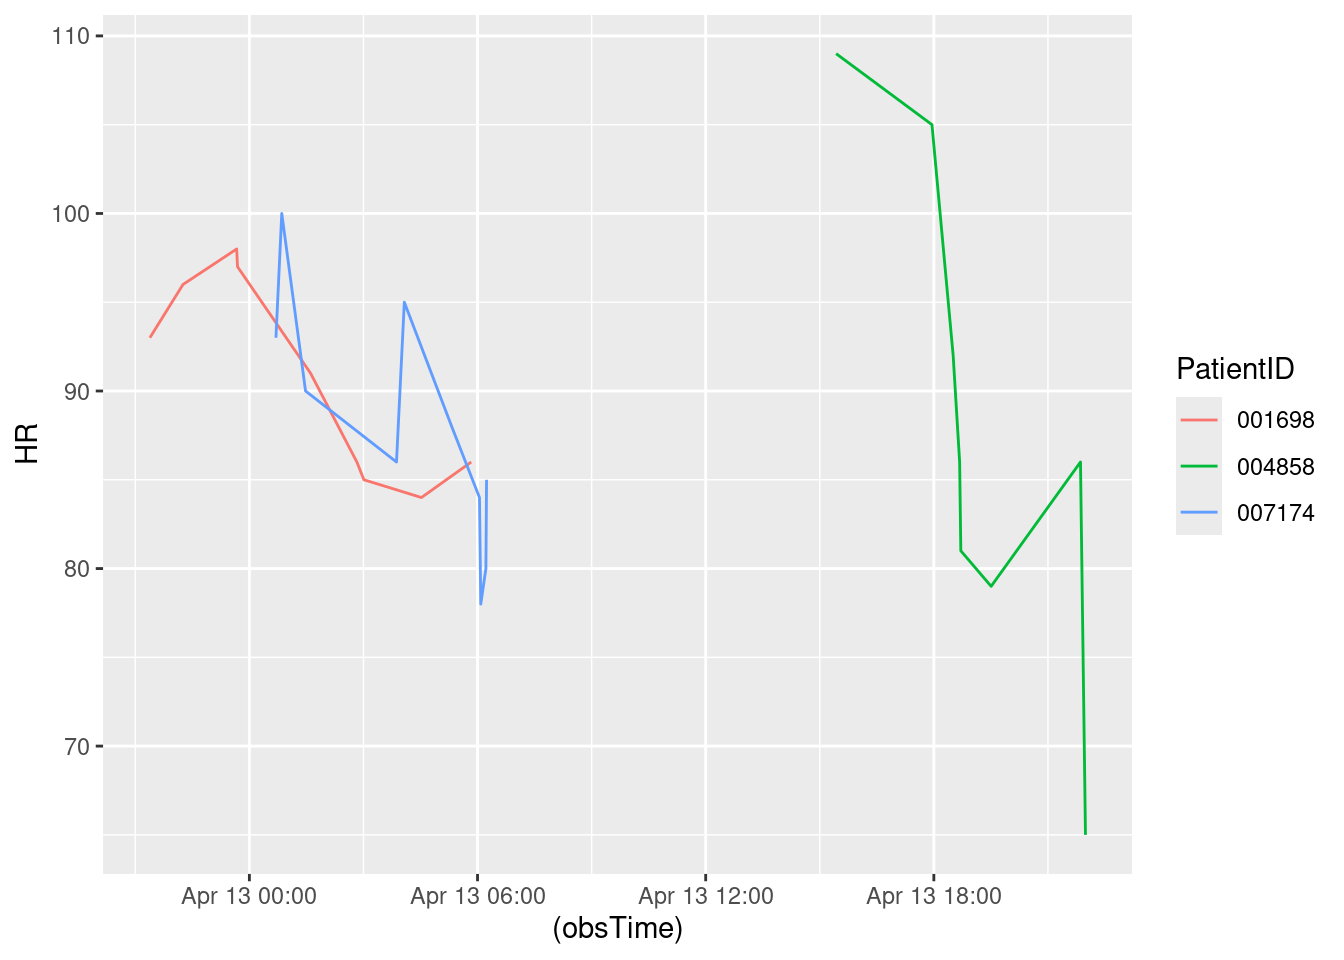 110
100
90
80
70
HR
Apr 13 00:00
Apr 13 06:00
Apr 13 12:00
Apr 13 18:00
(obsTime)
PatientID
001698
004858
007174